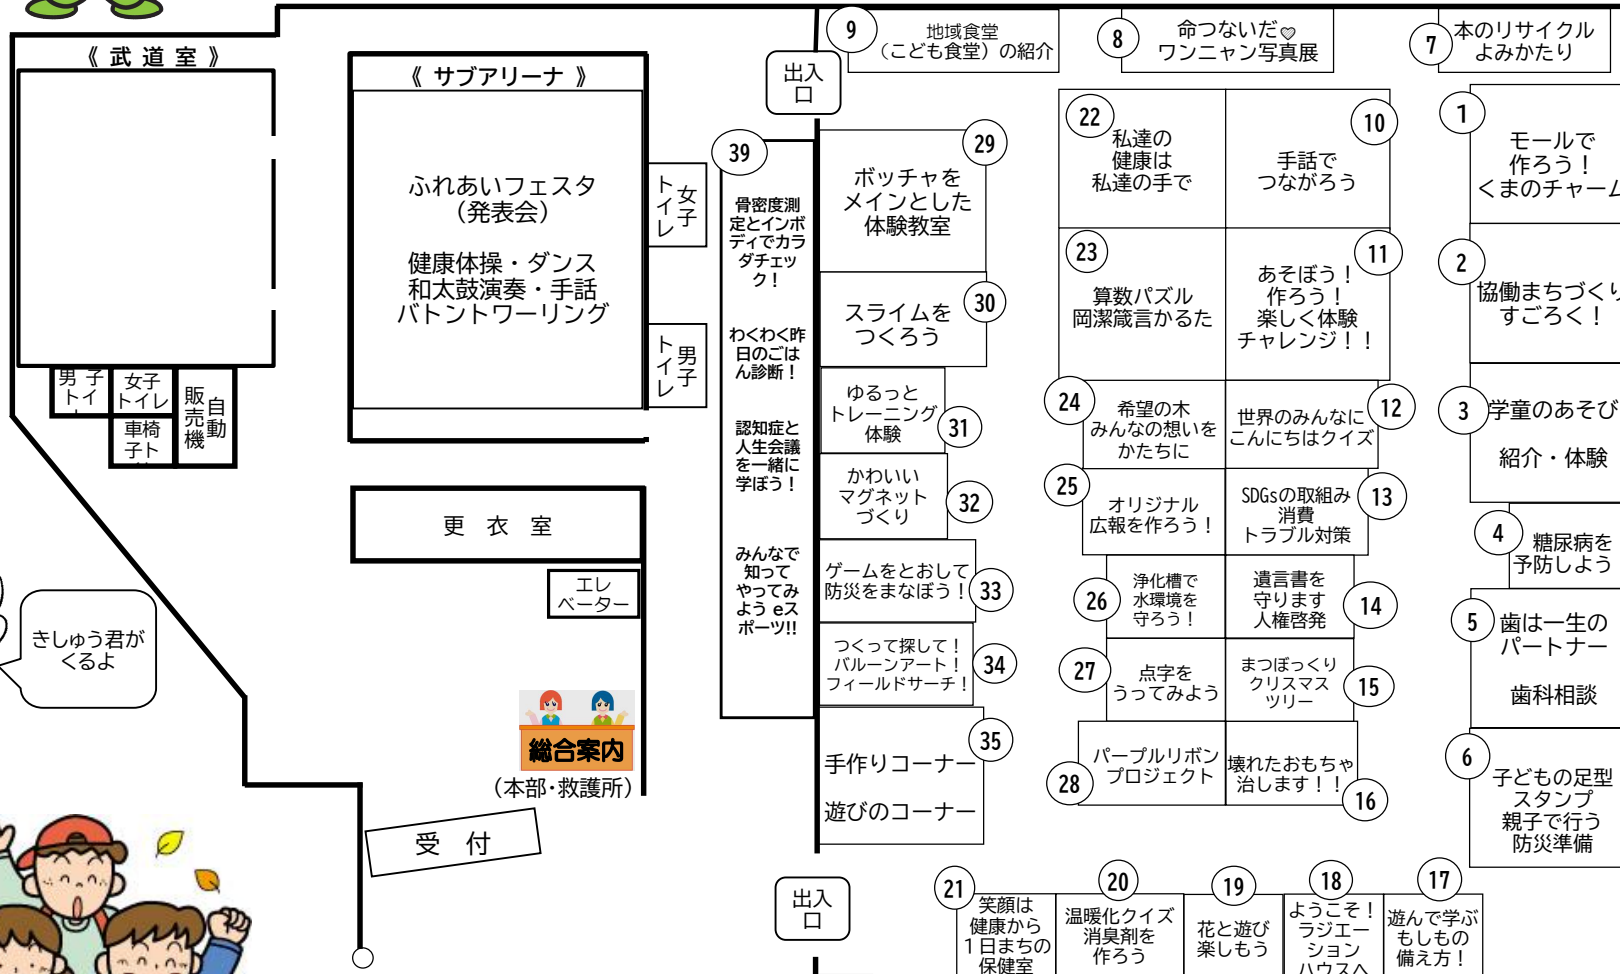 《 武 道 室 》
男 子
トイ
女子
トイレ
車椅
子ト
自動
販売機
《 サブアリーナ 》
ふれあいフェスタ
（発表会）
健康体操・ダンス
和太鼓演奏・手話
バトントワーリング
女子
トイレ
男子
トイレ
更 衣 室
エレ
ベーター
きしゅう君が
くるよ
総合案内
（本部・救護所）
受 付
出入
口
39
骨密度測
定とインボ
ディでカラ
ダチェッ
ク！
わくわく昨
日のごは
ん診断！
認知症と
人生会議
を一緒に
学ぼう！
みんなで
知って
やってみ
よう eス
ポーツ!!
9
地域食堂
（こども食堂）の紹介
8
命つないだ♡
ワンニャン写真展
7
本のリサイクル
よみかたり
29
ボッチャを
メインとした
体験教室
30
スライムを
つくろう
31
ゆるっと
トレーニング
体験
32
かわいい
マグネット
づくり
33
ゲームをとおして
防災をまなぼう！
34
つくって探して！
バルーンアート！
フィールドサーチ！
35
手作りコーナー
遊びのコーナー
22
私達の
健康は
私達の手で
10
手話で
つながろう
23
算数パズル
岡潔箴言かるた
11
あそぼう！
作ろう！
楽しく体験
チャレンジ！！
24
希望の木
みんなの想いを
かたちに
12
世界のみんなに
こんにちはクイズ
25
オリジナル
広報を作ろう！
13
SDGsの取組み
消費
トラブル対策
26
浄化槽で
水環境を
守ろう！
14
遺言書を
守ります
人権啓発
27
点字を
うってみよう
15
まつぼっくり
クリスマス
ツリー
28
パープルリボン
プロジェクト
16
壊れたおもちゃ
治します！！
1
モールで
作ろう！
くまのチャーム
2
協働まちづくり
すごろく！
3
学童のあそび
紹介・体験
4
糖尿病を
予防しよう
5
歯は一生の
パートナー
歯科相談
6
子どもの足型
スタンプ
親子で行う
防災準備
出入
口
21
笑顔は
健康から
１日まちの
保健室
20
温暖化クイズ
消臭剤を
作ろう
19
花と遊び
楽しもう
18
ようこそ！
ラジエー
ション
ハウスへ
17
遊んで学ぶ
もしもの
備え方！